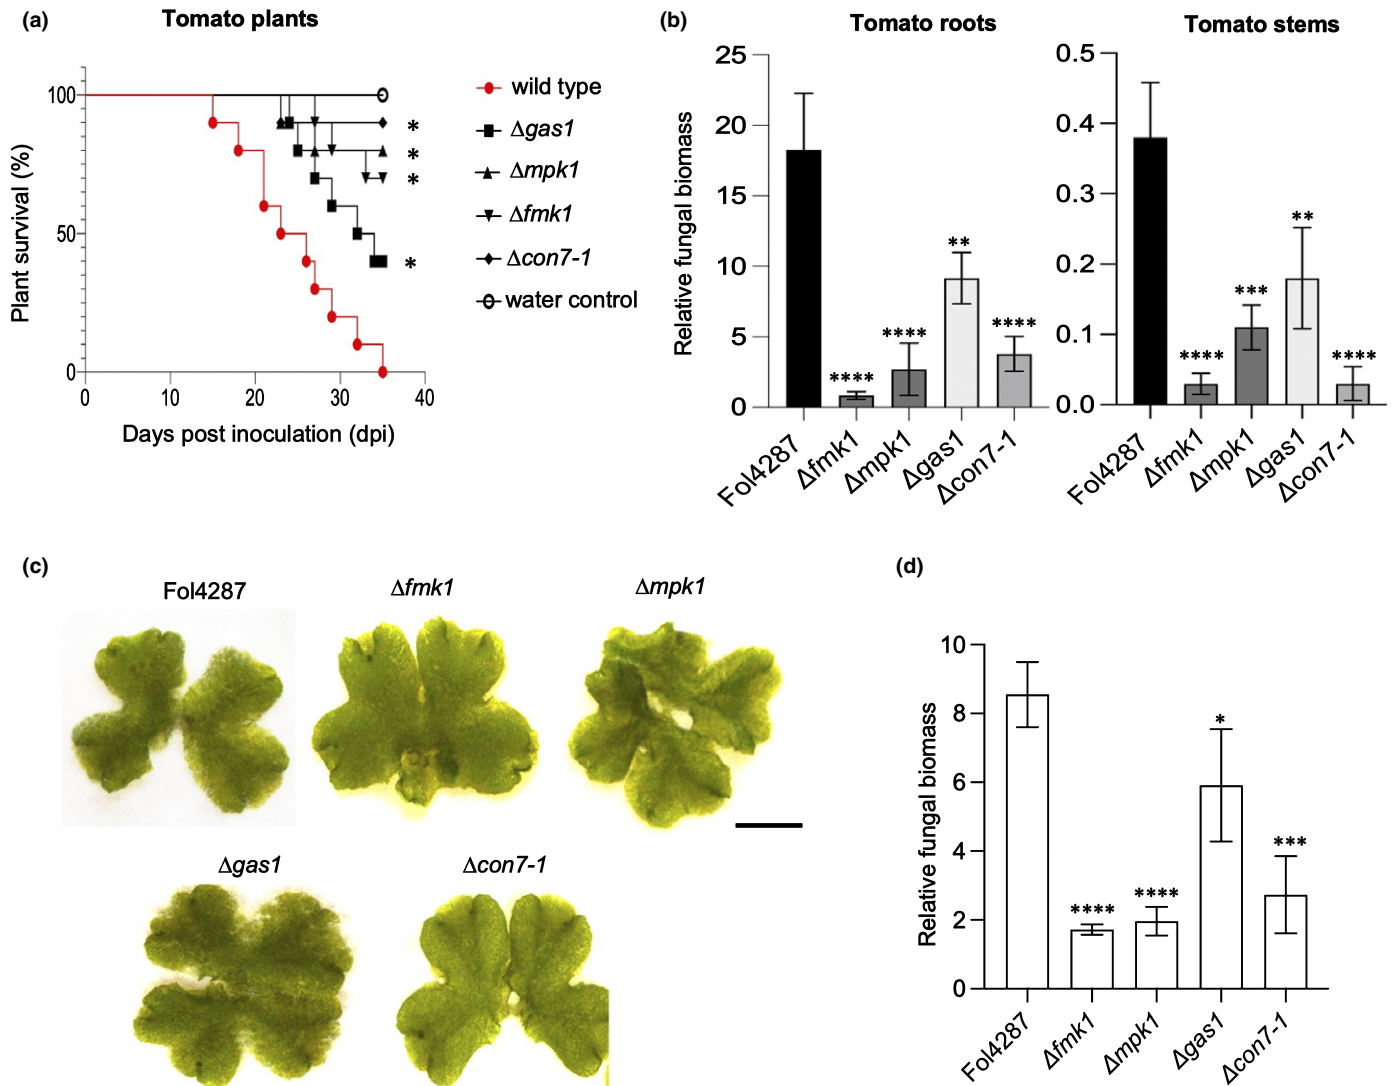 (a)
Tomato plants
100
50
0
0 10 20 30 40
Plant survival (%)
Days post inoculation (dpi)
* * * *
wild type
Δgas1
Δmpk1
Δfmk1
Δcon7-1
water control
(b)
Tomato roots
25
20
15
10
5
0
Relative fungal biomass
**** **** ** ****
Fol4287 Δfmk1 Δmpk1 Δgas1 Δcon7-1
Tomato stems
0.5
0.4
0.3
0.2
0.1
0.0
**** *** ** ****
Fol4287 Δfmk1 Δmpk1 Δgas1 Δcon7-1
(c)
Fol4287 Δfmk1 Δmpk1
Δgas1 Δcon7-1
(d)
10
8
6
4
2
0
Relative fungal biomass
**** **** * ***
Fol4287 Δfmk1 Δmpk1 Δgas1 Δcon7-1